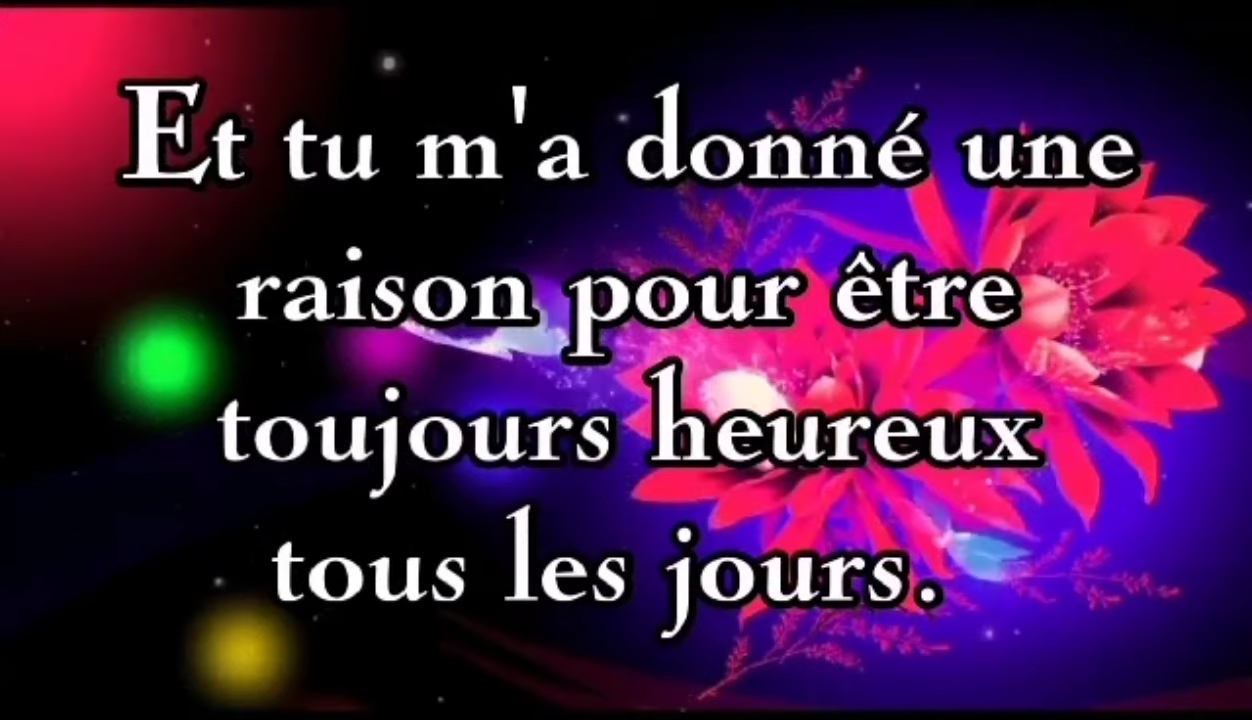 Et tu m'a donné une
raison pour être
toujours heureux
tous les jours.